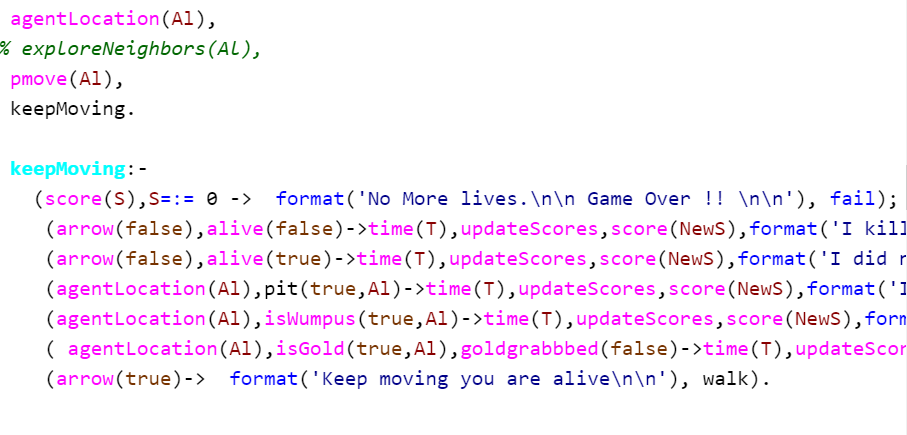 agentLocation(Al),
% exploreNeighbors(Al),
pmove(Al),
keepMoving.
keepMoving:-
(score(S),S=:= 0 -> format('No More lives.\n\n Game Over !! \n\n'), fail);
(arrow(false),alive(false)->time(T),updateScores,score(NewS),format('I kill
(arrow(false),alive(true)->time(T),updateScores,score(NewS),format('I did
(agentLocation(Al),pit(true,Al)->time(T),updateScores,score(NewS),format('I
(agentLocation(Al),isWumpus(true,Al)->time(T),updateScores,score(NewS),form
( agentLocation(Al),isGold(true,Al),goldgrabbbed(false)->time(T),updateScor
(arrow(true)-> format('Keep moving you are alive\n\n'), walk).